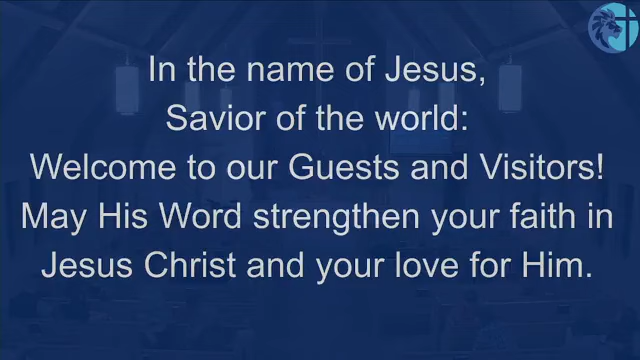 In the name of Jesus,
Savior of the world:
Welcome to our Guests and Visitors!
May His Word strengthen your faith in
Jesus Christ and your love for Him.